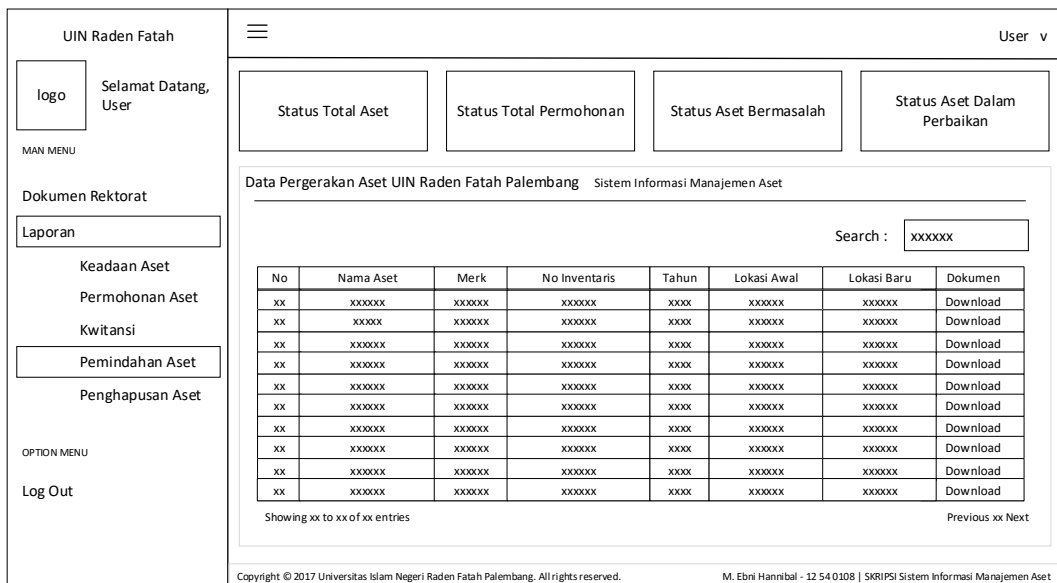 UIN Raden Fatah
User v
logo
Selamat Datang,
User
MAN MENU
Dokumen Rektorat
Laporan
Keadaan Aset
Permohonan Aset
Kwitansi
Pemindahan Aset
Penghapusan Aset
OPTION MENU
Log Out
Status Total Aset
Status Total Permohonan
Status Aset Bermasalah
Status Aset Dalam
Perbaikan
Data Pergerakan Aset UIN Raden Fatah Palembang Sistem Informasi Manajemen Aset
Search : xxxxxx
No Nama Aset Merk No Inventaris Tahun Lokasi Awal Lokasi Baru Dokumen
xx xxxxxx xxxxxx xxxxxx xxxx xxxxxx xxxxxx Download
xx xxxxx xxxxxx xxxxxx xxxx xxxxxx xxxxxx Download
xx xxxxxx xxxxxx xxxxxx xxxx xxxxxx xxxxxx Download
xx xxxxxx xxxxxx xxxxxx xxxx xxxxxx xxxxxx Download
xx xxxxxx xxxxxx xxxxxx xxxx xxxxxx xxxxxx Download
xx xxxxxx xxxxxx xxxxxx xxxx xxxxxx xxxxxx Download
xx xxxxxx xxxxxx xxxxxx xxxx xxxxxx xxxxxx Download
xx xxxxxx xxxxxx xxxxxx xxxx xxxxxx xxxxxx Download
xx xxxxxx xxxxxx xxxxxx xxxx xxxxxx xxxxxx Download
xx xxxxxx xxxxxx xxxxxx xxxx xxxxxx xxxxxx Download
Showing xx to xx of xx entries
Previous xx Next
Copyright © 2017 Universitas Islam Negeri Raden Fatah Palembang. All rights reserved.
M. Ebni Hannibal - 12 54 0108 | SKRIPSI Sistem Informasi Manajemen Aset